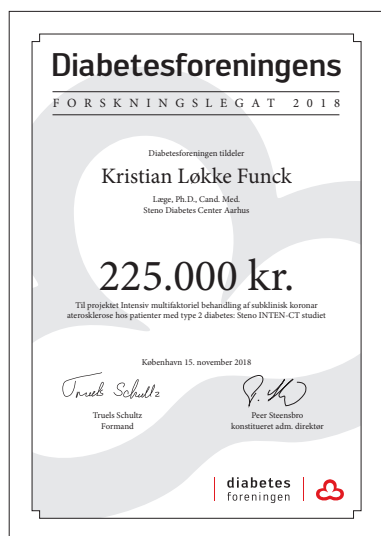 Diabetesforeningens
FORSKNINGSLEGAT 2018
Diabetesforeningen tildeler
Kristian Løkke Funck
Læge, Ph.D., Cand. Med.
Steno Diabetes Center Aarhus
225.000 kr.
Til projektet Intensiv multifaktoriel behandling af subklinisk koronar
aterosklerose hos patienter med type 2 diabetes: Steno INTEN-CT studiet
København 15. november 2018
Truels Schultz
Truels Schultz
Formand
Peer Steensbro
konstitueret adm. direktør
diabetes
foreningen